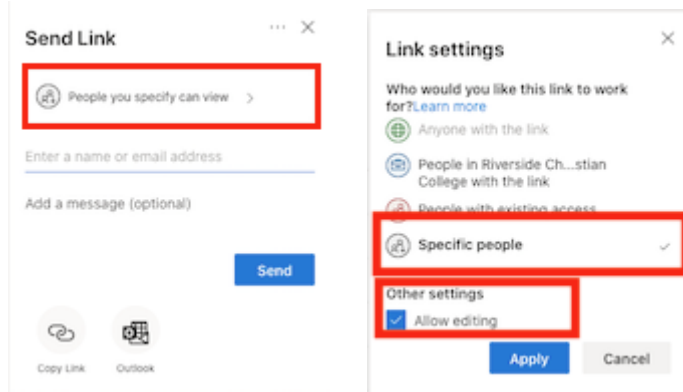 Send Link
People you specify can view
Enter a name or email address
Add a message (optional)
Send
Copy Link
Outlook
Link settings
Who would you like this link to work
for?Learn more
Anyone with the link
People in Riverside Ch...stian
College with the link
People with existing access
Specific people
Other settings
Allow editing
Apply
Cancel